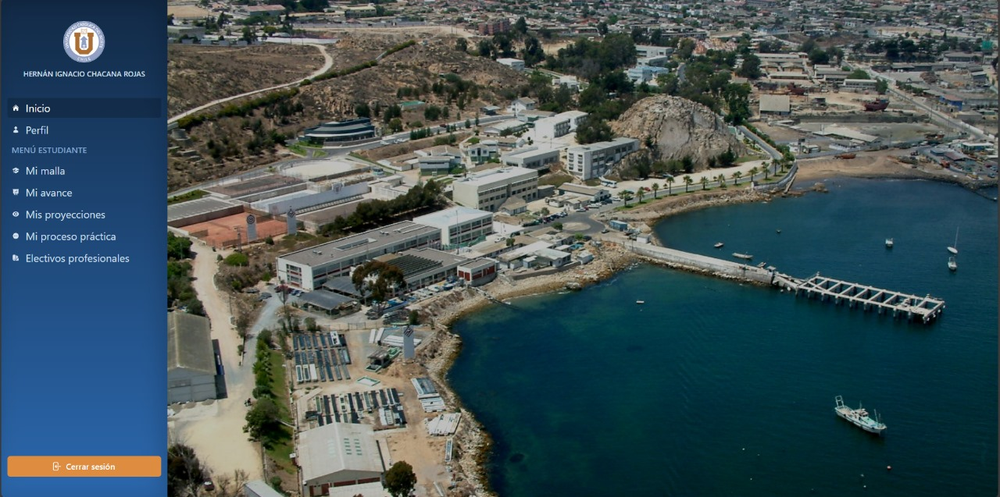 HERNÁN IGNACIO CHACANA ROJAS
Inicio
Perfil
MENÚ ESTUDIANTE
Mi malla
Mi avance
Mis proyecciones
Mi proceso práctica
Electivos profesionales
Cerrar sesión